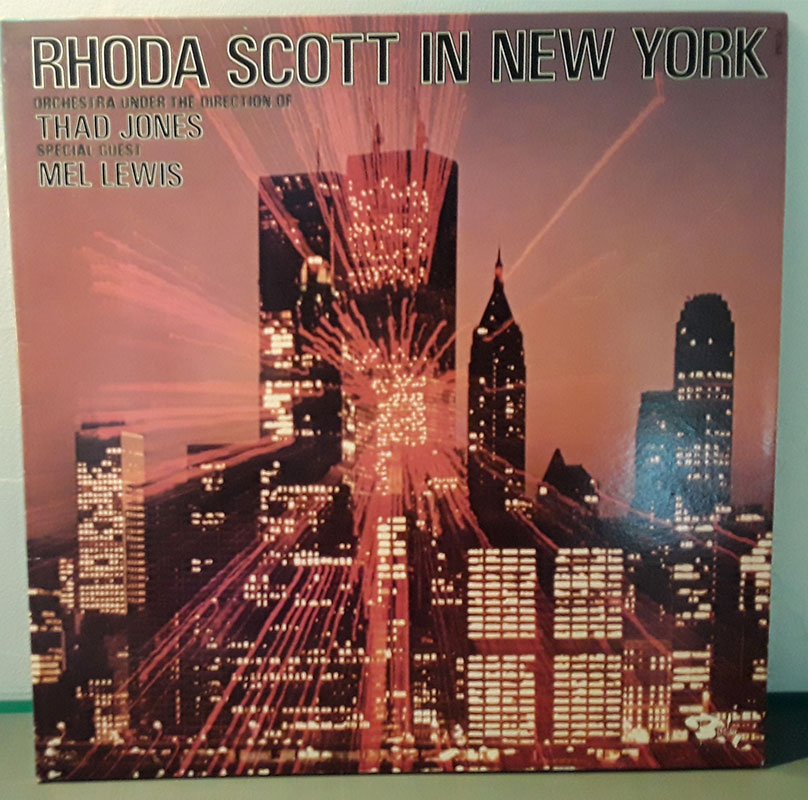 RHODA SCOTT IN NEW YORK
ORCHESTRA UNDER THE DIRECTION OF
THAD JONES
SPECIAL GUEST
MEL LEWIS